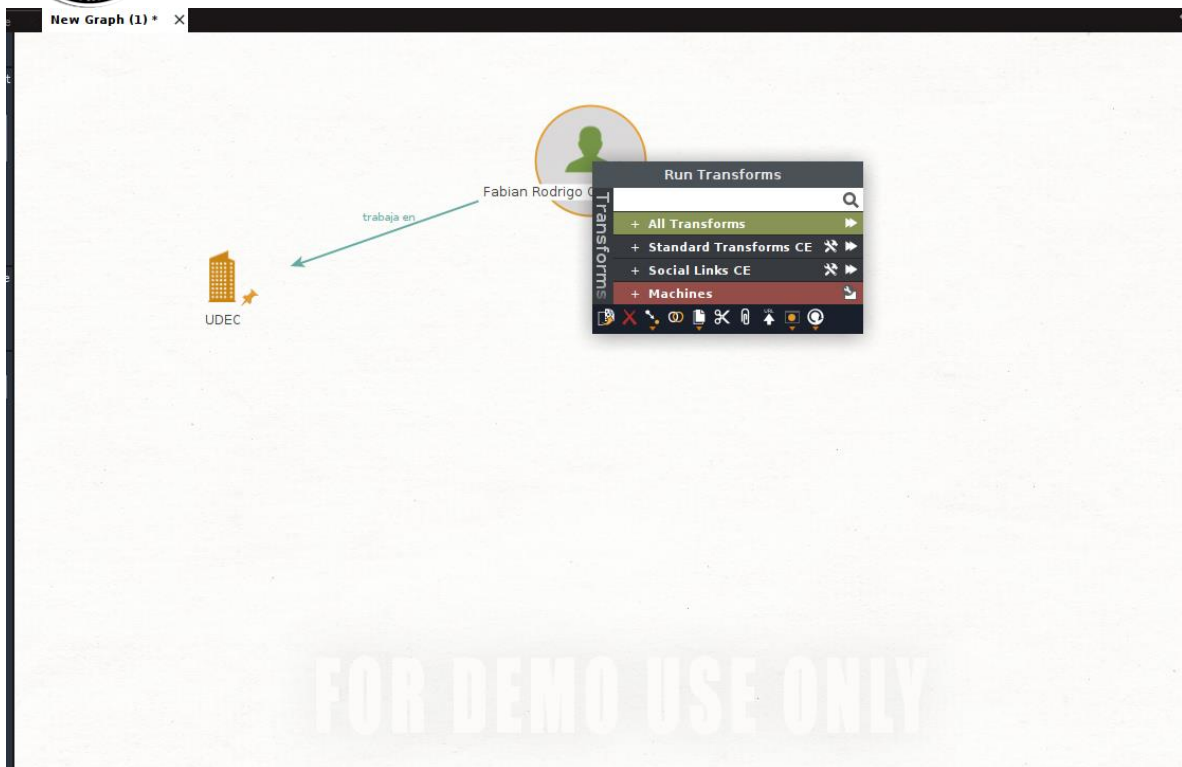 New Graph (1) *
Fabian Rodrigo
trabaja en
UDEC
Run Transforms
Transforms
+ All Transforms
+ Standard Transforms CE
+ Social Links CE
+ Machines
URL
FOR DEMO USE ONLY